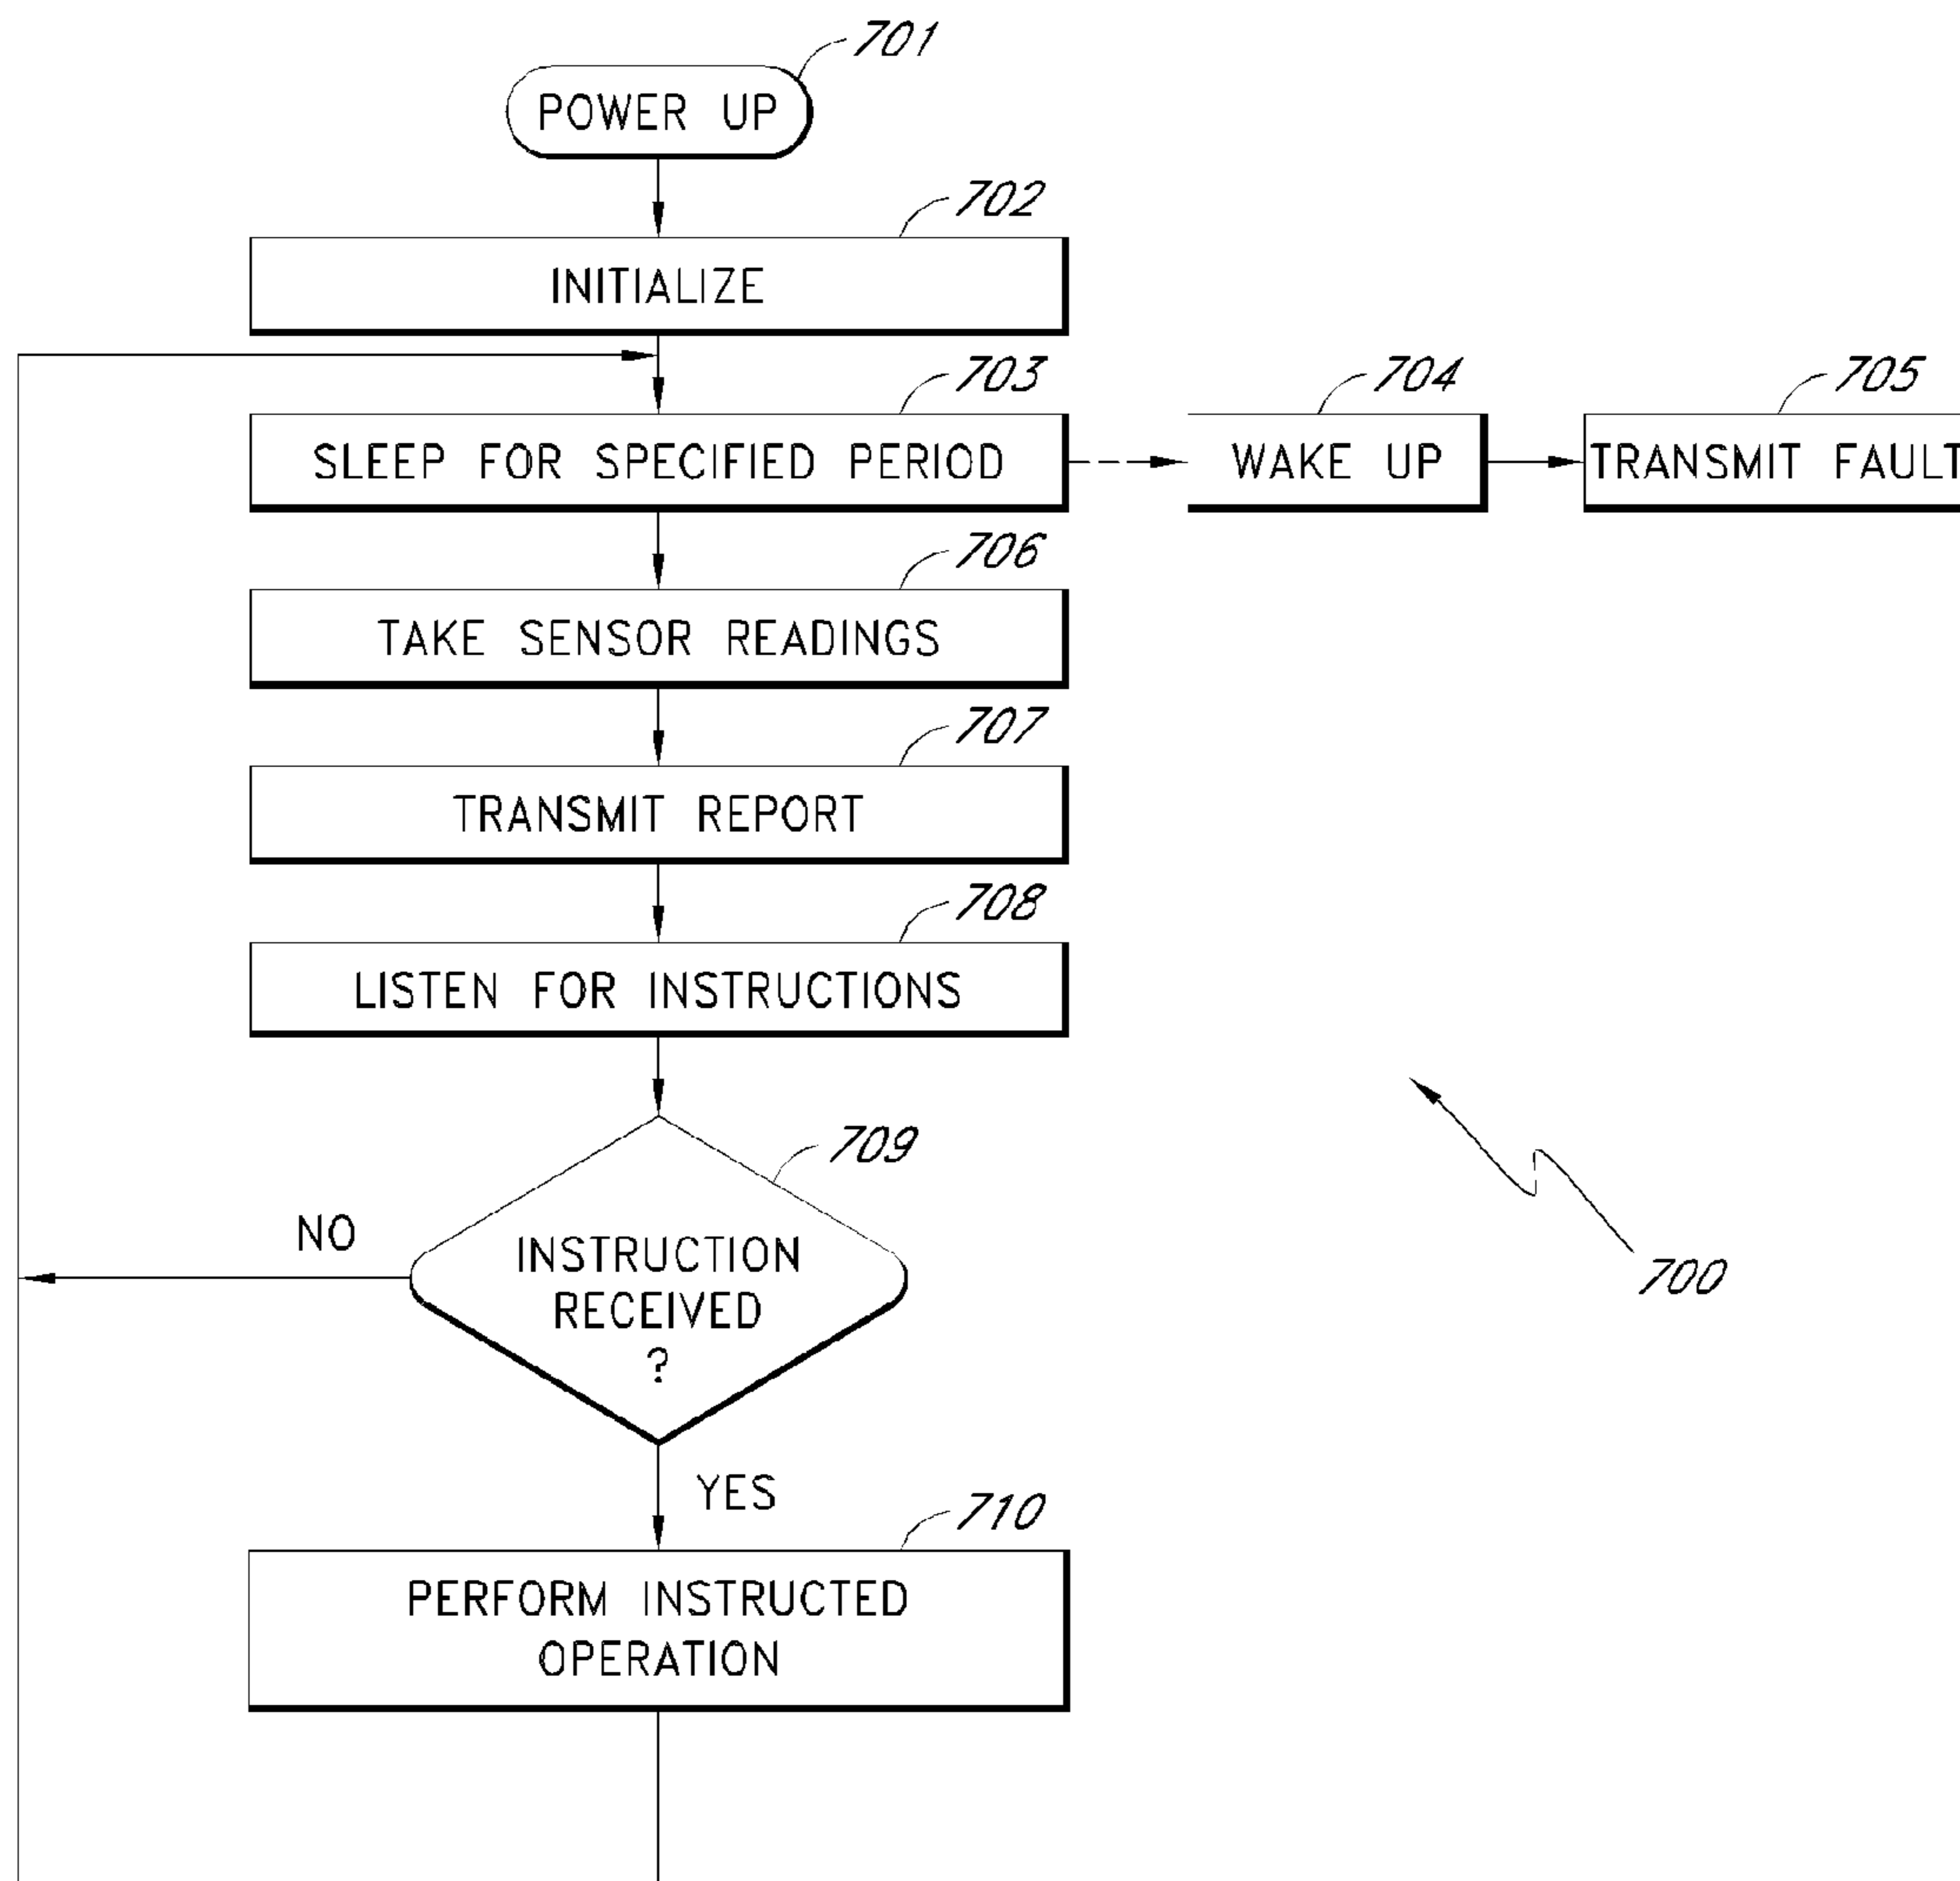 701
POWER UP
702
INITIALIZE
703
704
705
SLEEP FOR SPECIFIED PERIOD
WAKE UP
TRANSMIT FAULT
706
TAKE SENSOR READINGS
707
TRANSMIT REPORT
708
LISTEN FOR INSTRUCTIONS
709
NO
INSTRUCTION
RECEIVED
?
700
YES
710
PERFORM INSTRUCTED
OPERATION